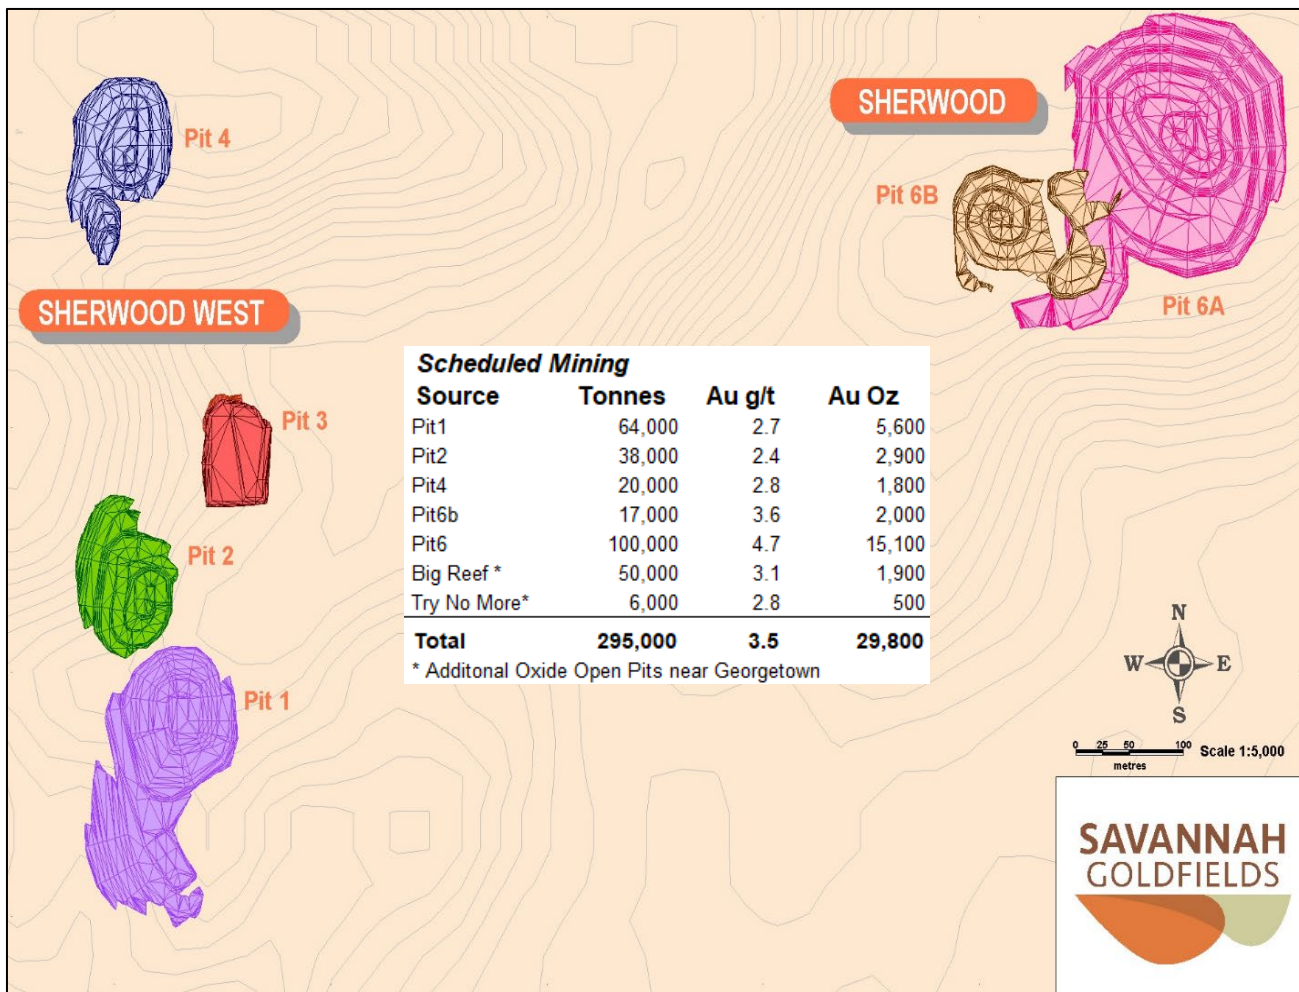 SHERWOOD
Pit 4
Pit 6B
SHERWOOD WEST
Pit 6A
Scheduled Mining
Source Tonnes Au g/t Au Oz
Pit1 64,000 2.7 5,600
Pit2 38,000 2.4 2,900
Pit4 20,000 2.8 1,800
Pit6b 17,000 3.6 2,000
Pit6 100,000 4.7 15,100
Big Reef * 50,000 3.1 1,900
Try No More* 6,000 2.8 500
Total 295,000 3.5 29,800
* Additonal Oxide Open Pits near Georgetown
Pit 3
Pit 2
Pit 1
N
W E
S
0 25 50 100 Scale 1:5,000
metres
SAVANNAH
GOLDFIELDS